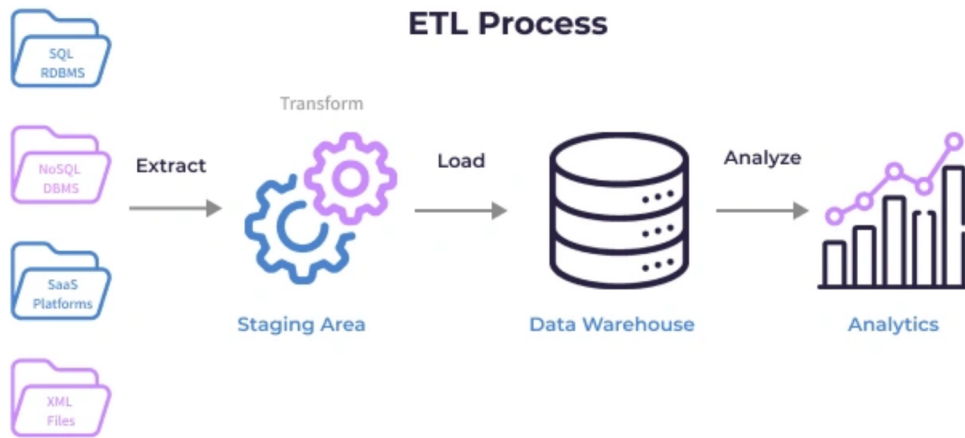 ETL Process
SQL
RDBMS
NoSQL
DBMS
SaaS
Platforms
XML
Files
Extract
Transform
Staging Area
Load
Data Warehouse
Analyze
Analytics